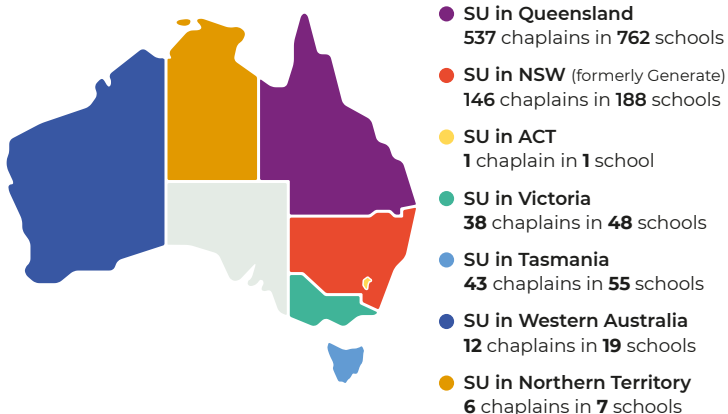 SU in Queensland
537 chaplains in 762 schools
SU in NSW (formerly Generate)
146 chaplains in 188 schools
SU in ACT
1 chaplain in 1 school
SU in Victoria
38 chaplains in 48 schools
SU in Tasmania
43 chaplains in 55 schools
SU in Western Australia
12 chaplains in 19 schools
SU in Northern Territory
6 chaplains in 7 schools